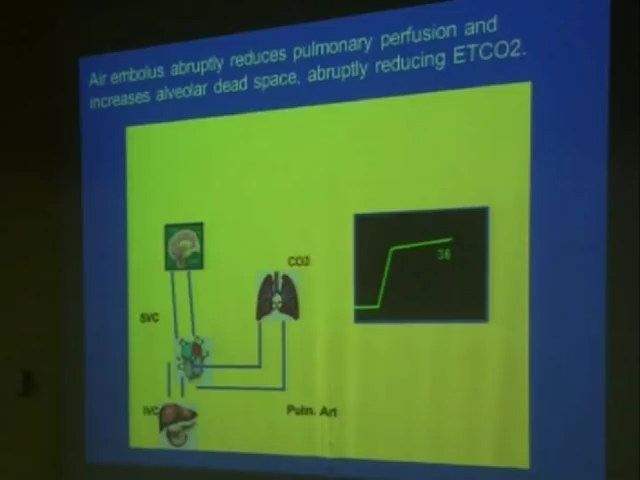 Air embolus abruptly reduces pulmonary perfusion and
increases alveolar dead space, abruptly reducing ETCO2.
CO2
36
SVC
IVC
Pulm. Art